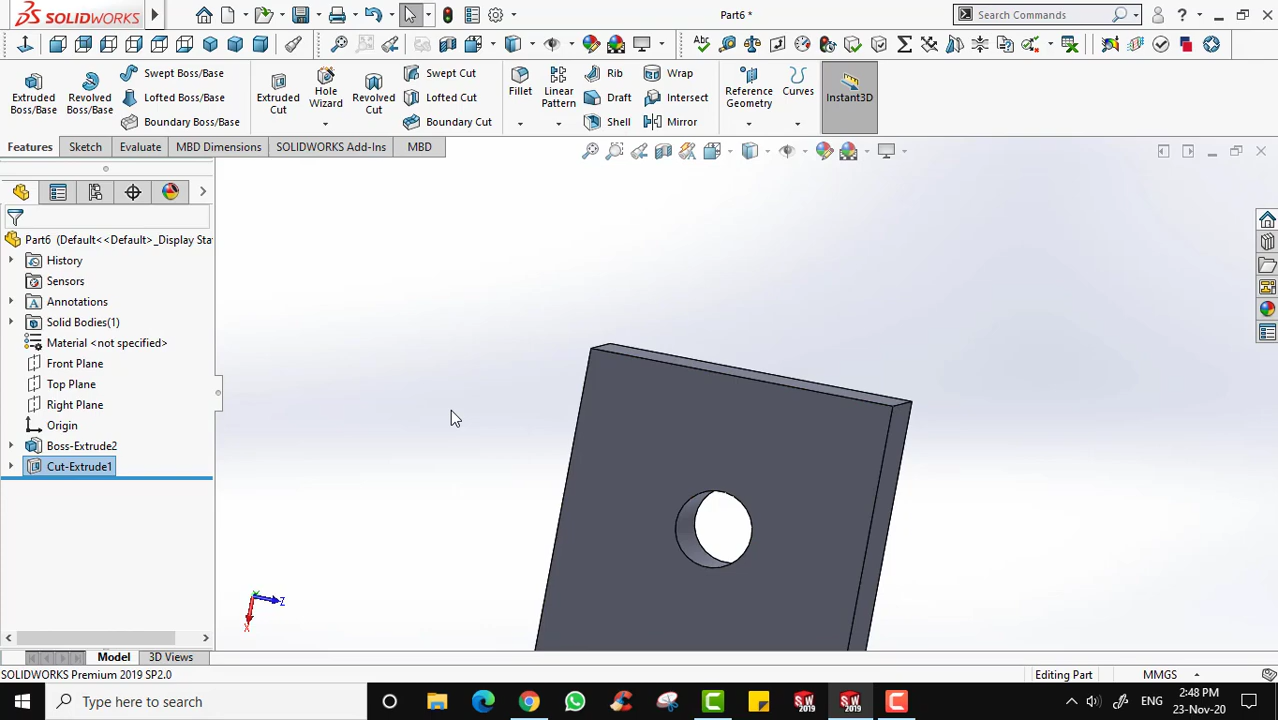 SOLIDWORKS
Part6 *
Search Commands
?
Extruded Boss/Base
Revolved Boss/Base
Swept Boss/Base
Lofted Boss/Base
Boundary Boss/Base
Extruded Cut
Hole Wizard
Revolved Cut
Swept Cut
Lofted Cut
Boundary Cut
Fillet
Linear Pattern
Rib
Draft
Shell
Wrap
Intersect
Mirror
Reference Geometry
Curves
Instant3D
Features
Sketch
Evaluate
MBD Dimensions
SOLIDWORKS Add-Ins
MBD
Part6 (Default<<Default>_Display Sta
History
Sensors
Annotations
Solid Bodies(1)
Material <not specified>
Front Plane
Top Plane
Right Plane
Origin
Boss-Extrude2
Cut-Extrude1
Z
X
Model
3D Views
SOLIDWORKS Premium 2019 SP2.0
Editing Part
MMGS
Type here to search
SW 2019
SW 2019
ENG
2:48 PM
23-Nov-20